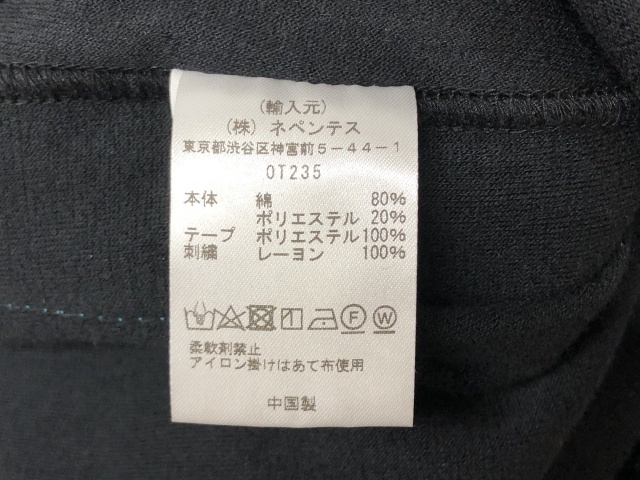 (輸入元)
(株) ネペンテス
東京都渋谷区神宮前5-44-1
OT235
本体 綿 80%
ポリエステル 20%
テープ ポリエステル100%
刺繍 レーヨン 100%
F W
柔軟剤禁止
アイロン掛けはあて布使用
中国製